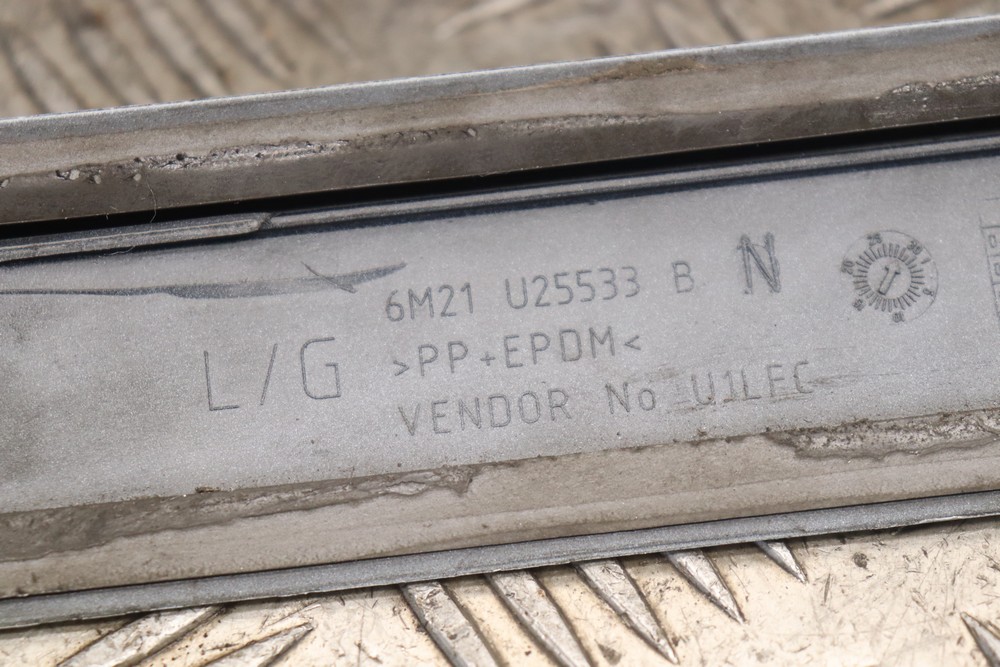 6M21 U25533 B N
L/G
>PP+EPDM<
VENDOR No U1LFC